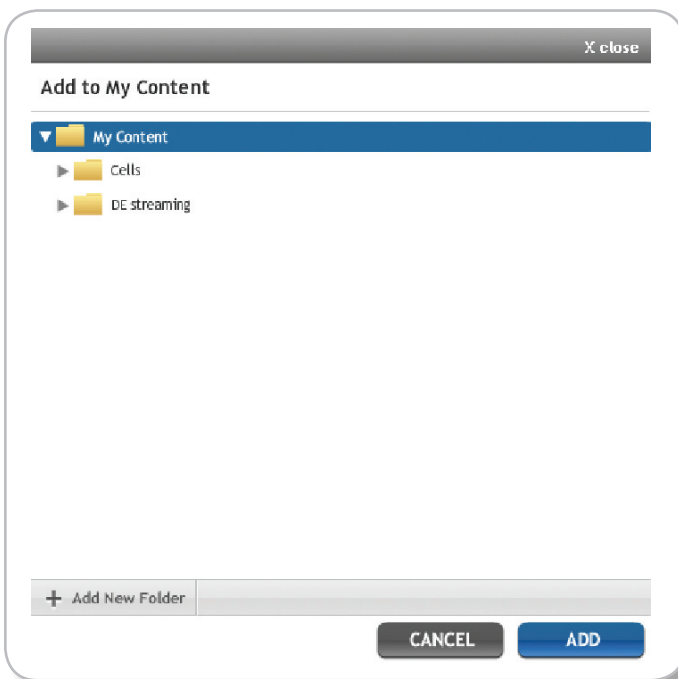 X close
Add to My Content
My Content
Cells
DE streaming
+ Add New Folder
CANCEL
ADD